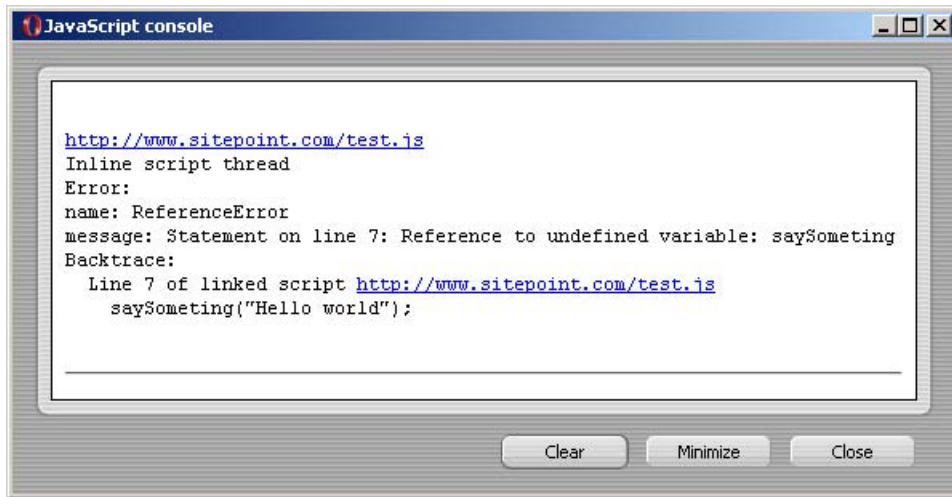 JavaScript console
http://www.sitepoint.com/test.js
Inline script thread
Error:
name: ReferenceError
message: Statement on line 7: Reference to undefined variable: saySometing
Backtrace:
Line 7 of linked script http://www.sitepoint.com/test.js
saySometing("Hello world");
Clear Minimize Close